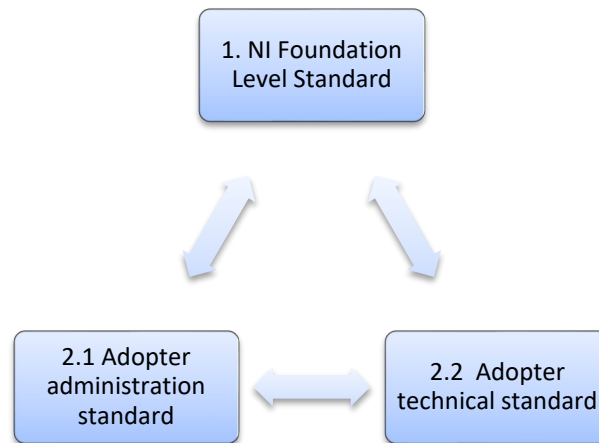 1. NI Foundation
Level Standard
2.1 Adopter
administration
standard
2.2  Adopter
technical standard